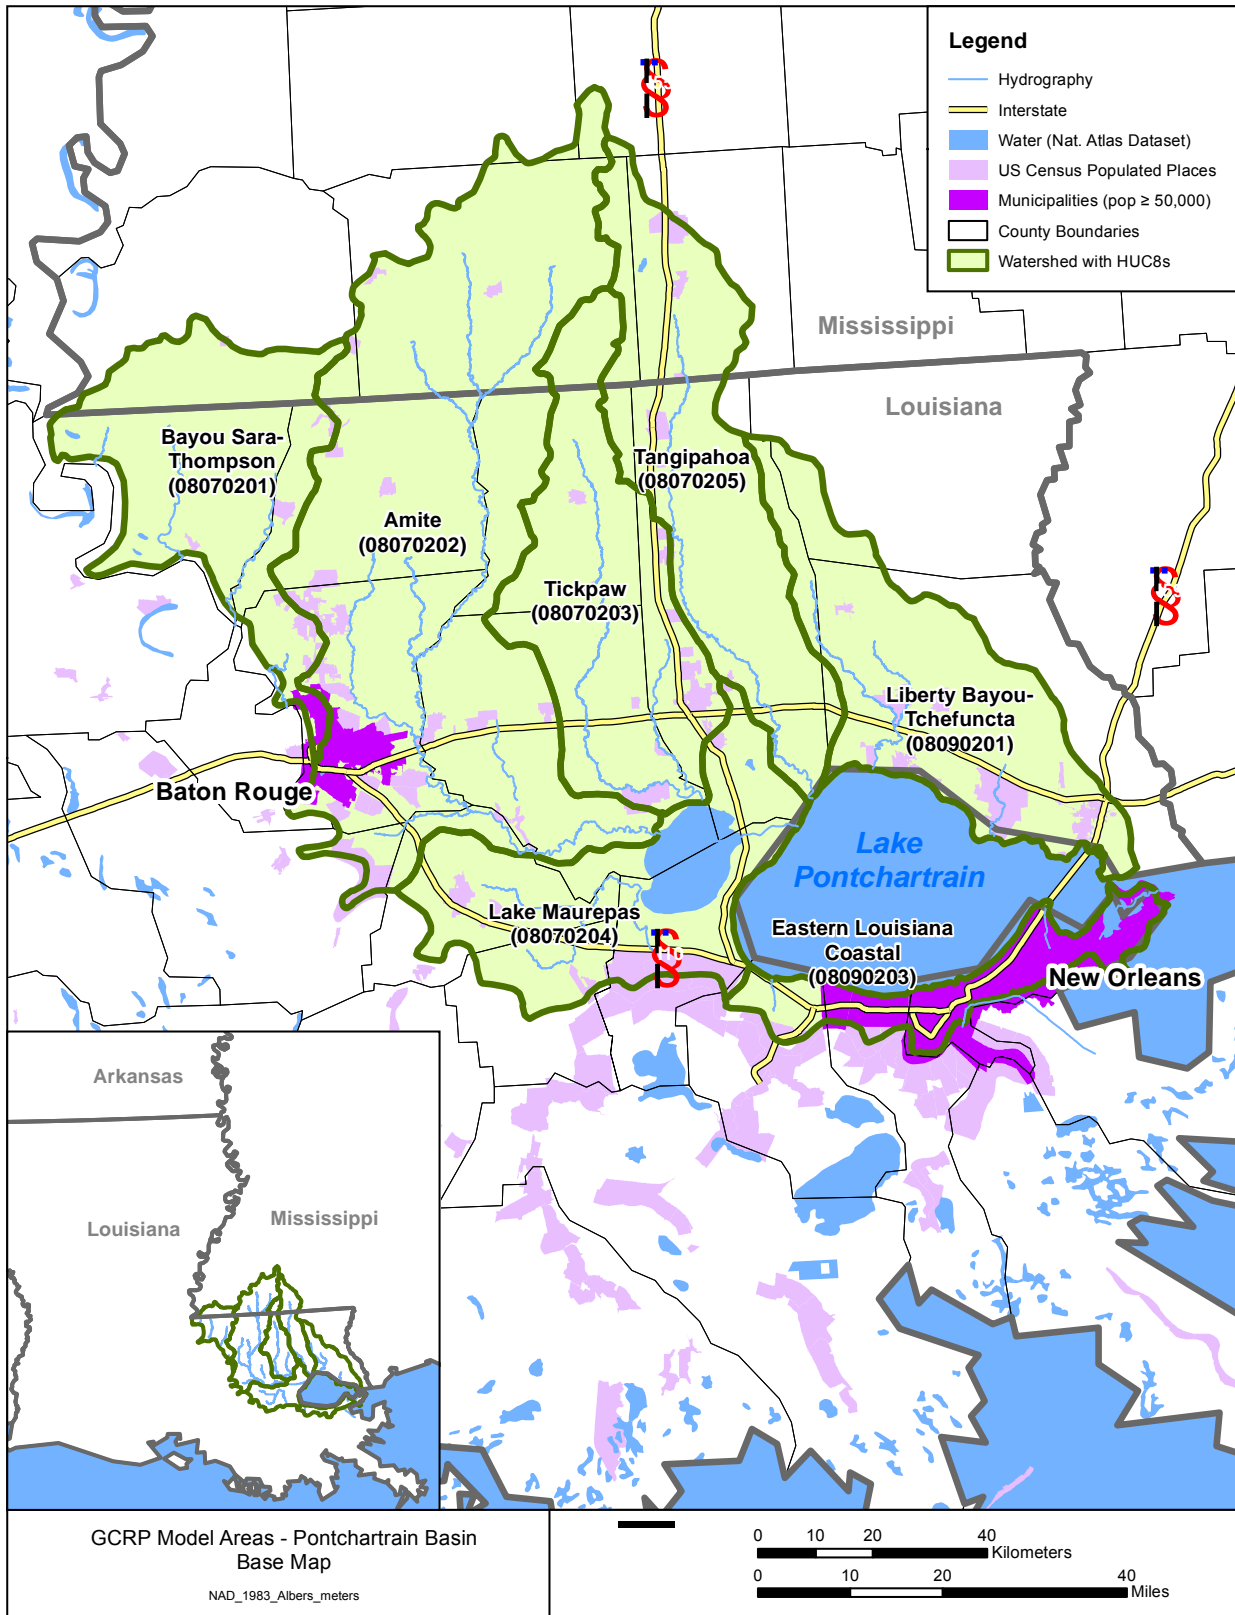 Legend
Hydrography
Interstate
Water (Nat. Atlas Dataset)
US Census Populated Places
Municipalities (pop ≥ 50,000)
County Boundaries
Watershed with HUC8s
Mississippi
Louisiana
Bayou Sara-
Thompson
(08070201)
Amite
(08070202)
Tangipahoa
(08070205)
Tickpaw
(08070203)
Liberty Bayou-
Tchefuncta
(08090201)
Baton Rouge
Lake
Pontchartrain
Lake Maurepas
(08070204)
Eastern Louisiana
Coastal
(08090203)
New Orleans
Arkansas
Louisiana
Mississippi
GCRP Model Areas - Pontchartrain Basin
Base Map
NAD_1983_Albers_meters
0 10 20 40
Kilometers
0 10 20 40
Miles